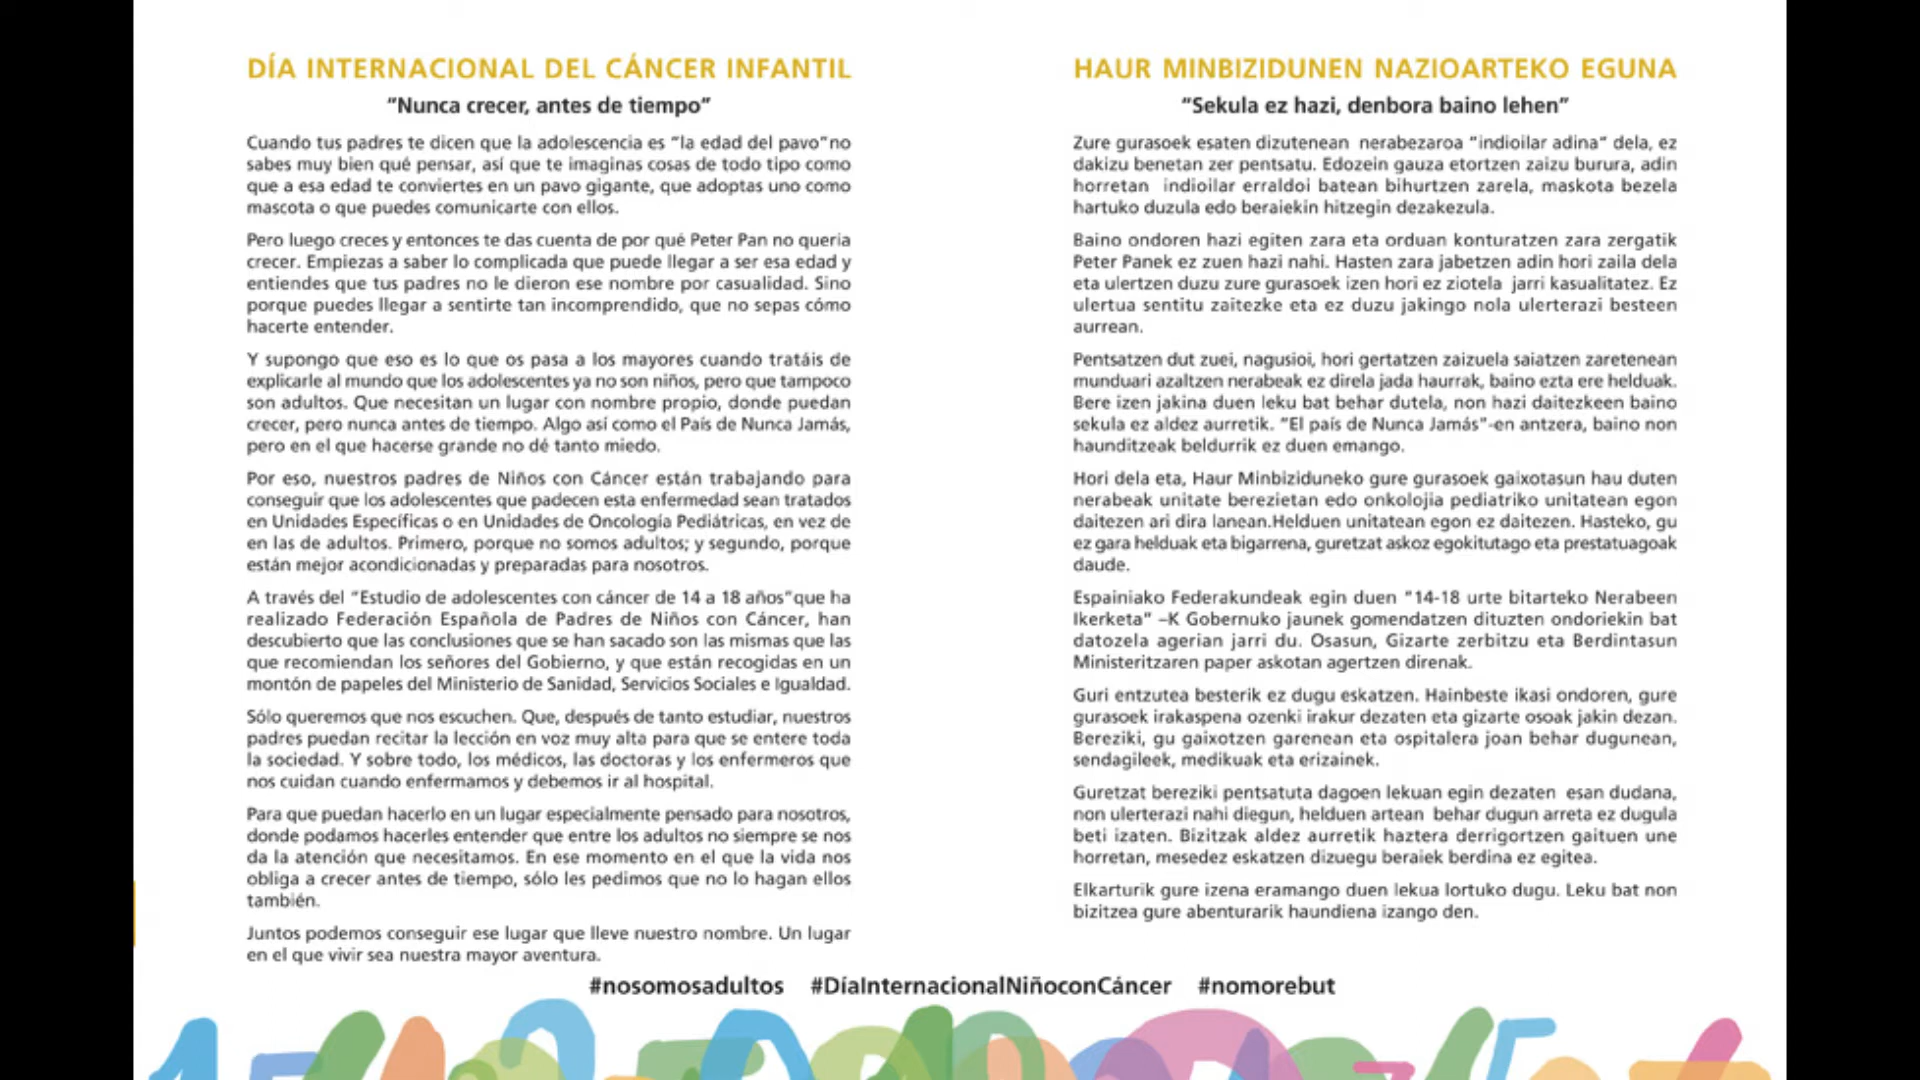 DÍA INTERNACIONAL DEL CÁNCER INFANTIL
“Nunca crecer, antes de tiempo”
Cuando tus padres te dicen que la adolescencia es “la edad del pavo”no
sabes muy bien qué pensar, así que te imaginas cosas de todo tipo como
que a esa edad te conviertes en un pavo gigante, que adoptas uno como
mascota o que puedes comunicarte con ellos.
Pero luego creces y entonces te das cuenta de por qué Peter Pan no quería
crecer. Empiezas a saber lo complicada que puede llegar a ser esa edad y
entiendes que tus padres no le dieron ese nombre por casualidad. Sino
porque puedes llegar a sentirte tan incomprendido, que no sepas cómo
hacerte entender.
Y supongo que eso es lo que os pasa a los mayores cuando tratáis de
explicarle al mundo que los adolescentes ya no son niños, pero que tampoco
son adultos. Que necesitan un lugar con nombre propio, donde puedan
crecer, pero nunca antes de tiempo. Algo así como el País de Nunca Jamás,
pero en el que hacerse grande no dé tanto miedo.
Por eso, nuestros padres de Niños con Cáncer están trabajando para
conseguir que los adolescentes que padecen esta enfermedad sean tratados
en Unidades Específicas o en Unidades de Oncología Pediátricas, en vez de
en las de adultos. Primero, porque no somos adultos; y segundo, porque
están mejor acondicionadas y preparadas para nosotros.
A través del “Estudio de adolescentes con cáncer de 14 a 18 años”que ha
realizado Federación Española de Padres de Niños con Cáncer, han
descubierto que las conclusiones que se han sacado son las mismas que las
que recomiendan los señores del Gobierno, y que están recogidas en un
montón de papeles del Ministerio de Sanidad, Servicios Sociales e Igualdad.
Sólo queremos que nos escuchen. Que, después de tanto estudiar, nuestros
padres puedan recitar la lección en voz muy alta para que se entere toda
la sociedad. Y sobre todo, los médicos, las doctoras y los enfermeros que
nos cuidan cuando enfermamos y debemos ir al hospital.
Para que puedan hacerlo en un lugar especialmente pensado para nosotros,
donde podamos hacerles entender que entre los adultos no siempre se nos
da la atención que necesitamos. En ese momento en el que la vida nos
obliga a crecer antes de tiempo, sólo les pedimos que no lo hagan ellos
también.
Juntos podemos conseguir ese lugar que lleve nuestro nombre. Un lugar
en el que vivir sea nuestra mayor aventura.
HAUR MINBIZIDUNEN NAZIOARTEKO EGUNA
“Sekula ez hazi, denbora baino lehen”
Zure gurasoek esaten dizutenean nerabezaroa “indioilar adina” dela, ez
dakizu benetan zer pentsatu. Edozein gauza etortzen zaizu burura, adin
horretan indioilar erraldoi batean bihurtzen zarela, maskota bezela
hartuko duzula edo beraiekin hitzegin dezakezula.
Baino ondoren hazi egiten zara eta orduan konturatzen zara zergatik
Peter Panek ez zuen hazi nahi. Hasten zara jabetzen adin hori zaila dela
eta ulertzen duzu zure gurasoek izen hori ez ziotela jarri kasualitatez. Ez
ulertua sentitu zaitezke eta ez duzu jakingo nola ulerterazi besteen
aurrean.
Pentsatzen dut zuei, nagusioi, hori gertatzen zaizuela saiatzen zaretenean
munduari azaltzen nerabeak ez direla jada haurrak, baino ezta ere helduak.
Bere izen jakina duen leku bat behar dutela, non hazi daitezkeen baino
sekula ez aldez aurretik. “El país de Nunca Jamás”-en antzera, baino non
haunditzeak beldurrik ez duen emango.
Hori dela eta, Haur Minbiziduneko gure gurasoek gaixotasun hau duten
nerabeak unitate berezietan edo onkolojia pediatriko unitatean egon
daitezen ari dira lanean.Helduen unitatean egon ez daitezen. Hasteko, gu
ez gara helduak eta bigarrena, guretzat askoz egokitutago eta prestatuagoak
daude.
Espainiako Federakundeak egin duen “14-18 urte bitarteko Nerabeen
Ikerketa” –K Gobernuko jaunek gomendatzen dituzten ondoriekin bat
datozela agerian jarri du. Osasun, Gizarte zerbitzu eta Berdintasun
Ministeritzaren paper askotan agertzen direnak.
Guri entzutea besterik ez dugu eskatzen. Hainbeste ikasi ondoren, gure
gurasoek irakaspena ozenki irakur dezaten eta gizarte osoak jakin dezan.
Bereziki, gu gaixotzen garenean eta ospitalera joan behar dugunean,
sendagileek, medikuak eta erizainek.
Guretzat bereziki pentsatuta dagoen lekuan egin dezaten esan dudana,
non ulerterazi nahi diegun, helduen artean behar dugun arreta ez dugula
beti izaten. Bizitzak aldez aurretik haztera derrigortzen gaituen une
horretan, mesedez eskatzen dizuegu beraiek berdina ez egitea.
Elkarturik gure izena eramango duen lekua lortuko dugu. Leku bat non
bizitzea gure abenturarik haundiena izango den.
#nosomosadultos #DíaInternacionalNiñoconCáncer #nomorebut